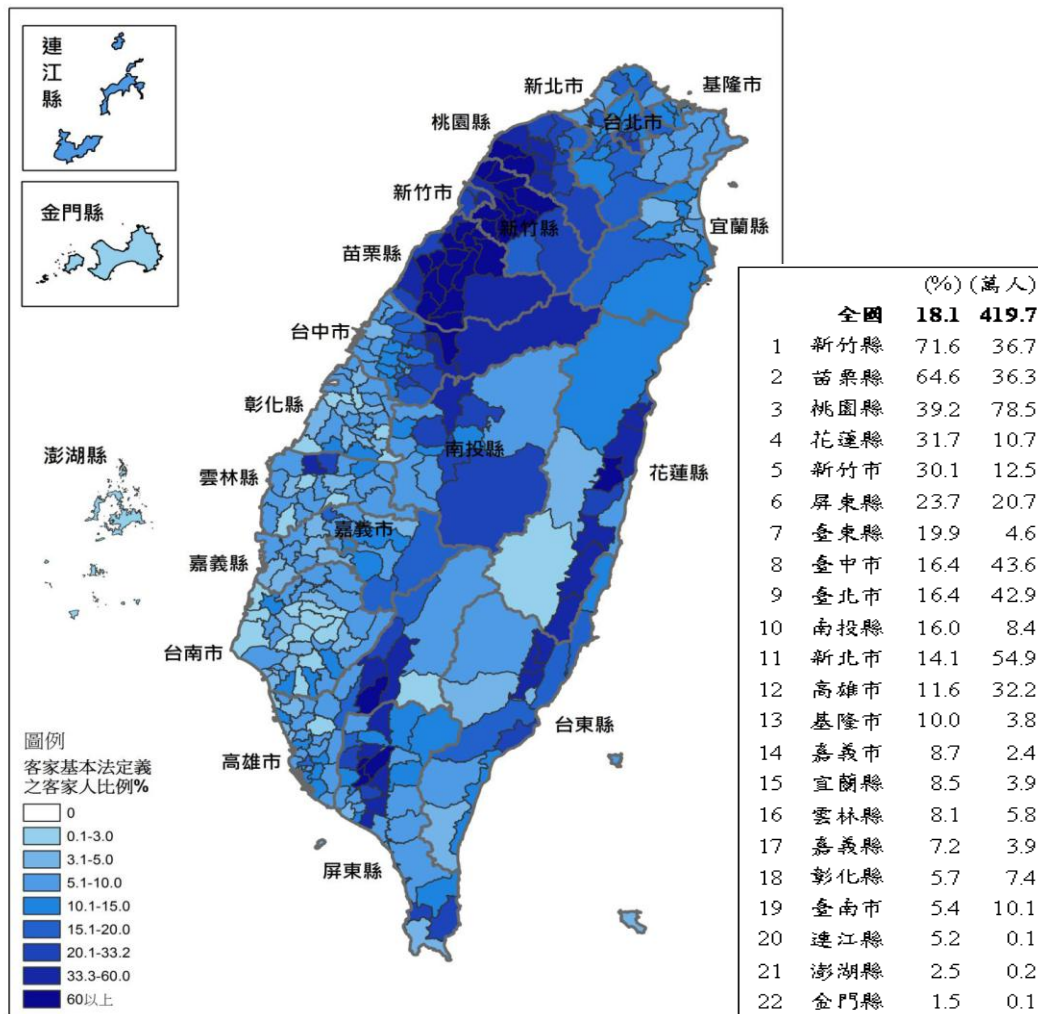 連江縣
金門縣
新北市
基隆市
桃園縣
台北市
新竹市
新竹縣
宜蘭縣
苗栗縣
台中市
彰化縣
南投縣
花蓮縣
澎湖縣
雲林縣
嘉義市
嘉義縣
台南市
台東縣
高雄市
屏東縣
圖例
客家基本法定義
之客家人比例%
0
0.1-3.0
3.1-5.0
5.1-10.0
10.1-15.0
15.1-20.0
20.1-33.2
33.3-60.0
60以上
(%) (萬人)
全國 18.1 419.7
1 新竹縣 71.6 36.7
2 苗栗縣 64.6 36.3
3 桃園縣 39.2 78.5
4 花蓮縣 31.7 10.7
5 新竹市 30.1 12.5
6 屏東縣 23.7 20.7
7 臺東縣 19.9 4.6
8 臺中市 16.4 43.6
9 臺北市 16.4 42.9
10 南投縣 16.0 8.4
11 新北市 14.1 54.9
12 高雄市 11.6 32.2
13 基隆市 10.0 3.8
14 嘉義市 8.7 2.4
15 宜蘭縣 8.5 3.9
16 雲林縣 8.1 5.8
17 嘉義縣 7.2 3.9
18 彰化縣 5.7 7.4
19 臺南市 5.4 10.1
20 連江縣 5.2 0.1
21 澎湖縣 2.5 0.2
22 金門縣 1.5 0.1